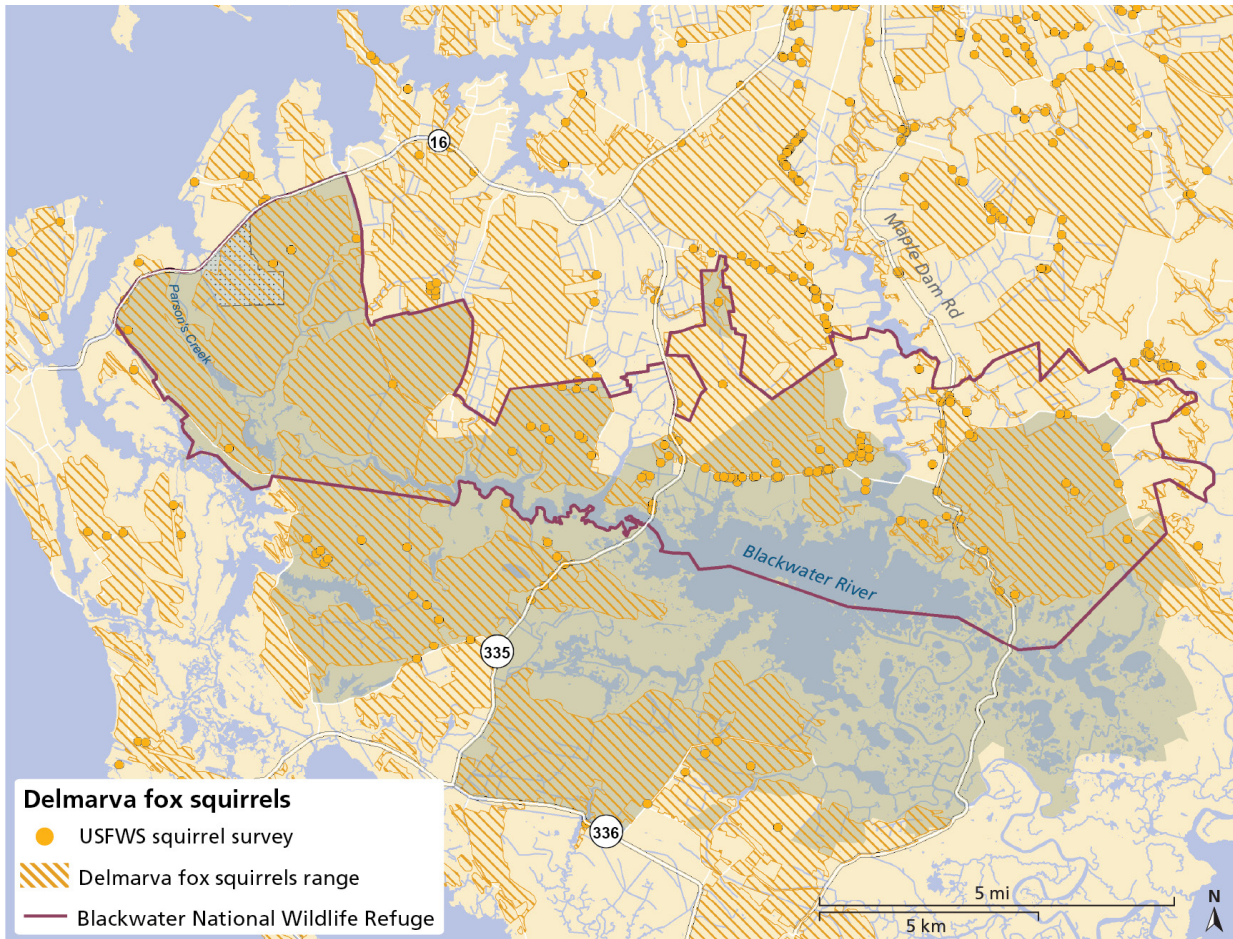 16
Maple Dam Rd
Parson's Creek
Blackwater River
335
336
Delmarva fox squirrels
USFWS squirrel survey
Delmarva fox squirrels range
Blackwater National Wildlife Refuge
5 mi
5 km
N